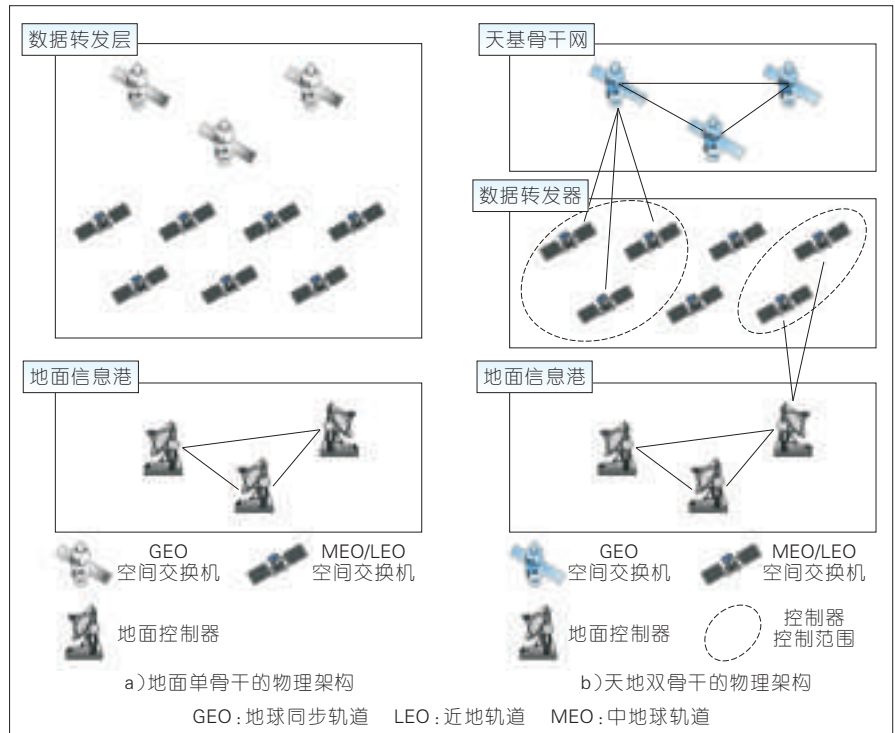 数据转发层
地面信息港
GEO
空间交换机
MEO/LEO
空间交换机
地面控制器
a)地面单骨干的物理架构
天基骨干网
数据转发器
地面信息港
GEO
空间交换机
MEO/LEO
空间交换机
地面控制器
控制器
控制范围
b)天地双骨干的物理架构
GEO:地球同步轨道 LEO:近地轨道 MEO:中地球轨道